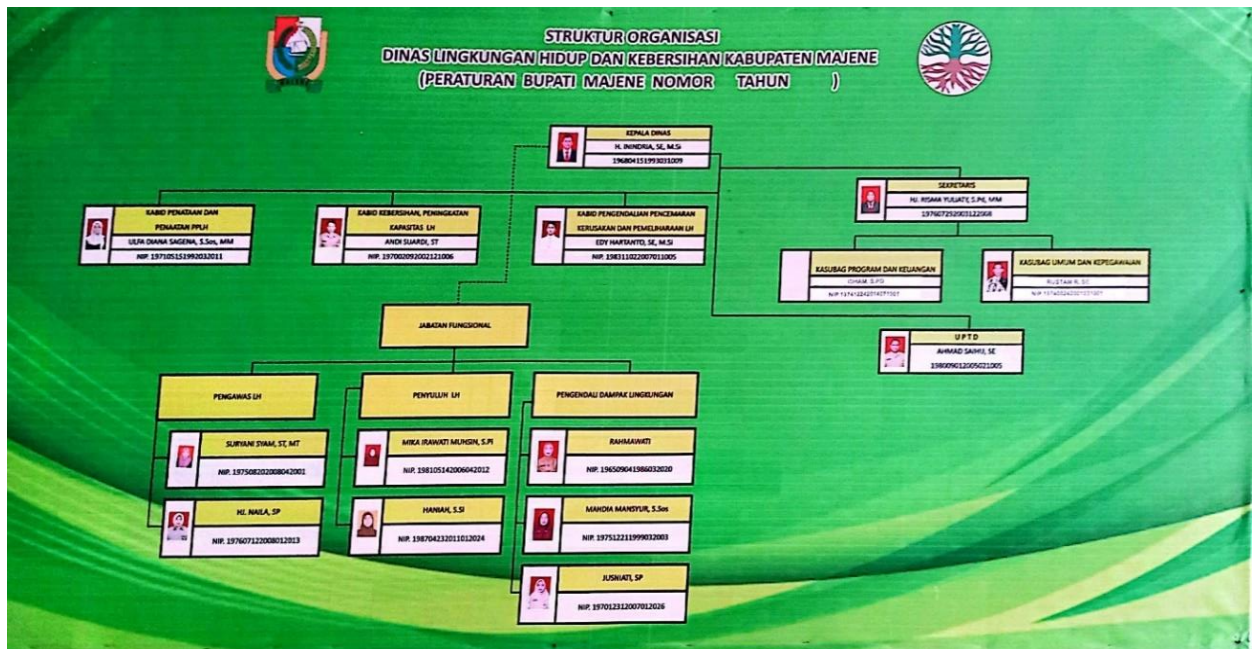 STRUKTUR ORGANISASI
DINAS LINGKUNGAN HIDUP DAN KEBERSIHAN KABUPATEN MAJENE
(PERATURAN BUPATI MAJENE NOMOR TAHUN )
KEPALA DINAS
H. ININDRIA, SE, M.Si
196804151993031009
SEKRETARIS
HJ. RISMA YULIATY, S.Pd, MM
KABID PENATAAN DAN
PENAATAN PPLH
ULFA DIANA SAGENA, S.Sos, MM
NIP. 197105151992032011
KABID KEBERSIHAN, PENINGKATAN
KAPASITAS LH
ANDI SUARDI, ST
NIP. 197002092002121006
KABID PENGENDALIAN PENCEMARAN
KERUSAKAN DAN PEMELIHARAAN LH
EDY HARTANTO, SE, M.Si
NIP. 198311022007011005
KASUBAG PROGRAM DAN KEUANGAN
KASUBAG UMUM DAN KEPEGAWAIAN
UPTD
AHMAD SAIHU, SE
198009012005021005
JABATAN FUNGSIONAL
PENGAWAS LH
SURYANI SYAM, ST, MT
NIP. 197508202008042001
HJ. NAILA, SP
NIP. 197607122008012013
PENYULUH LH
MIKA IRAWATI MUHSIN, S.Pi
NIP. 198105142006042012
HANIAH, S.Si
NIP. 198704232011012024
PENGENDALI DAMPAK LINGKUNGAN
RAHMAWATI
NIP. 196509041986032020
MAHDIA MANSYUR, S.Sos
NIP. 197512211999032003
JUSNIATI, SP
NIP. 197012312007012026